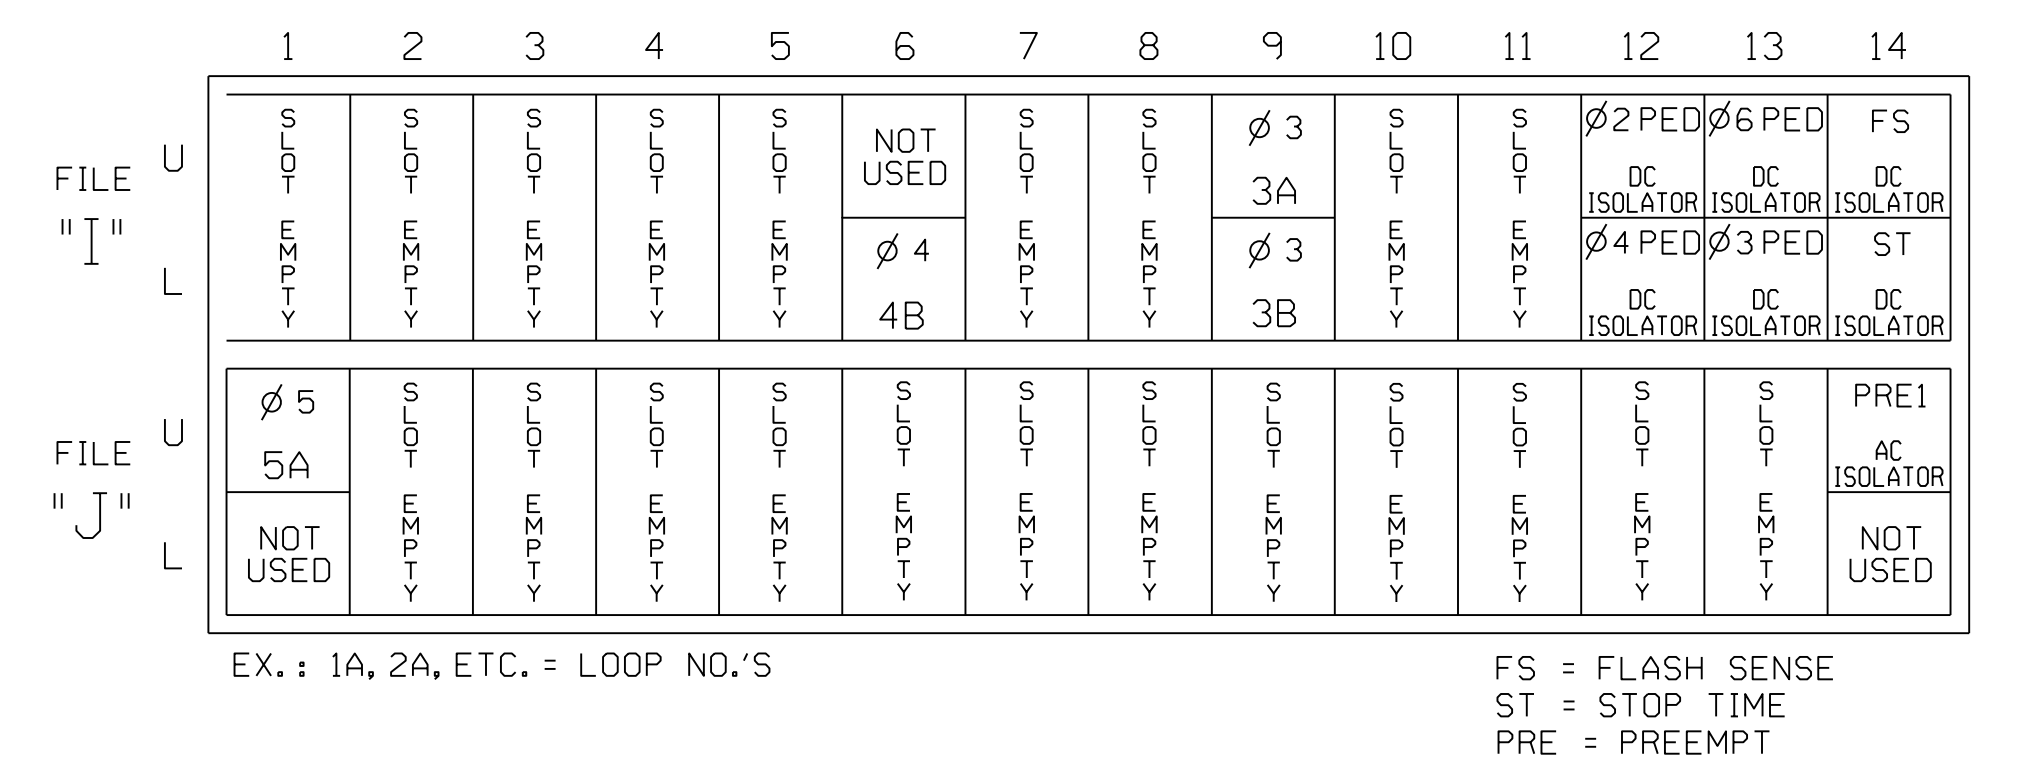 1 2 3 4 5 6 7 8 9 10 11 12 13 14
FILE "I"
U
L
SLOT EMPTY
SLOT EMPTY
SLOT EMPTY
SLOT EMPTY
SLOT EMPTY
NOT
USED
Ø 4
4B
SLOT EMPTY
SLOT EMPTY
Ø 3
3A
Ø 3
3B
SLOT EMPTY
SLOT EMPTY
Ø2 PED
DC
ISOLATOR
Ø4 PED
DC
ISOLATOR
Ø6 PED
DC
ISOLATOR
Ø3 PED
DC
ISOLATOR
FS
DC
ISOLATOR
ST
DC
ISOLATOR
FILE "J"
U
L
Ø 5
5A
NOT
USED
SLOT EMPTY
SLOT EMPTY
SLOT EMPTY
SLOT EMPTY
SLOT EMPTY
SLOT EMPTY
SLOT EMPTY
SLOT EMPTY
SLOT EMPTY
SLOT EMPTY
SLOT EMPTY
SLOT EMPTY
PRE1
AC
ISOLATOR
NOT
USED
EX.: 1A, 2A, ETC. = LOOP NO.'S
FS = FLASH SENSE
ST = STOP TIME
PRE = PREEMPT